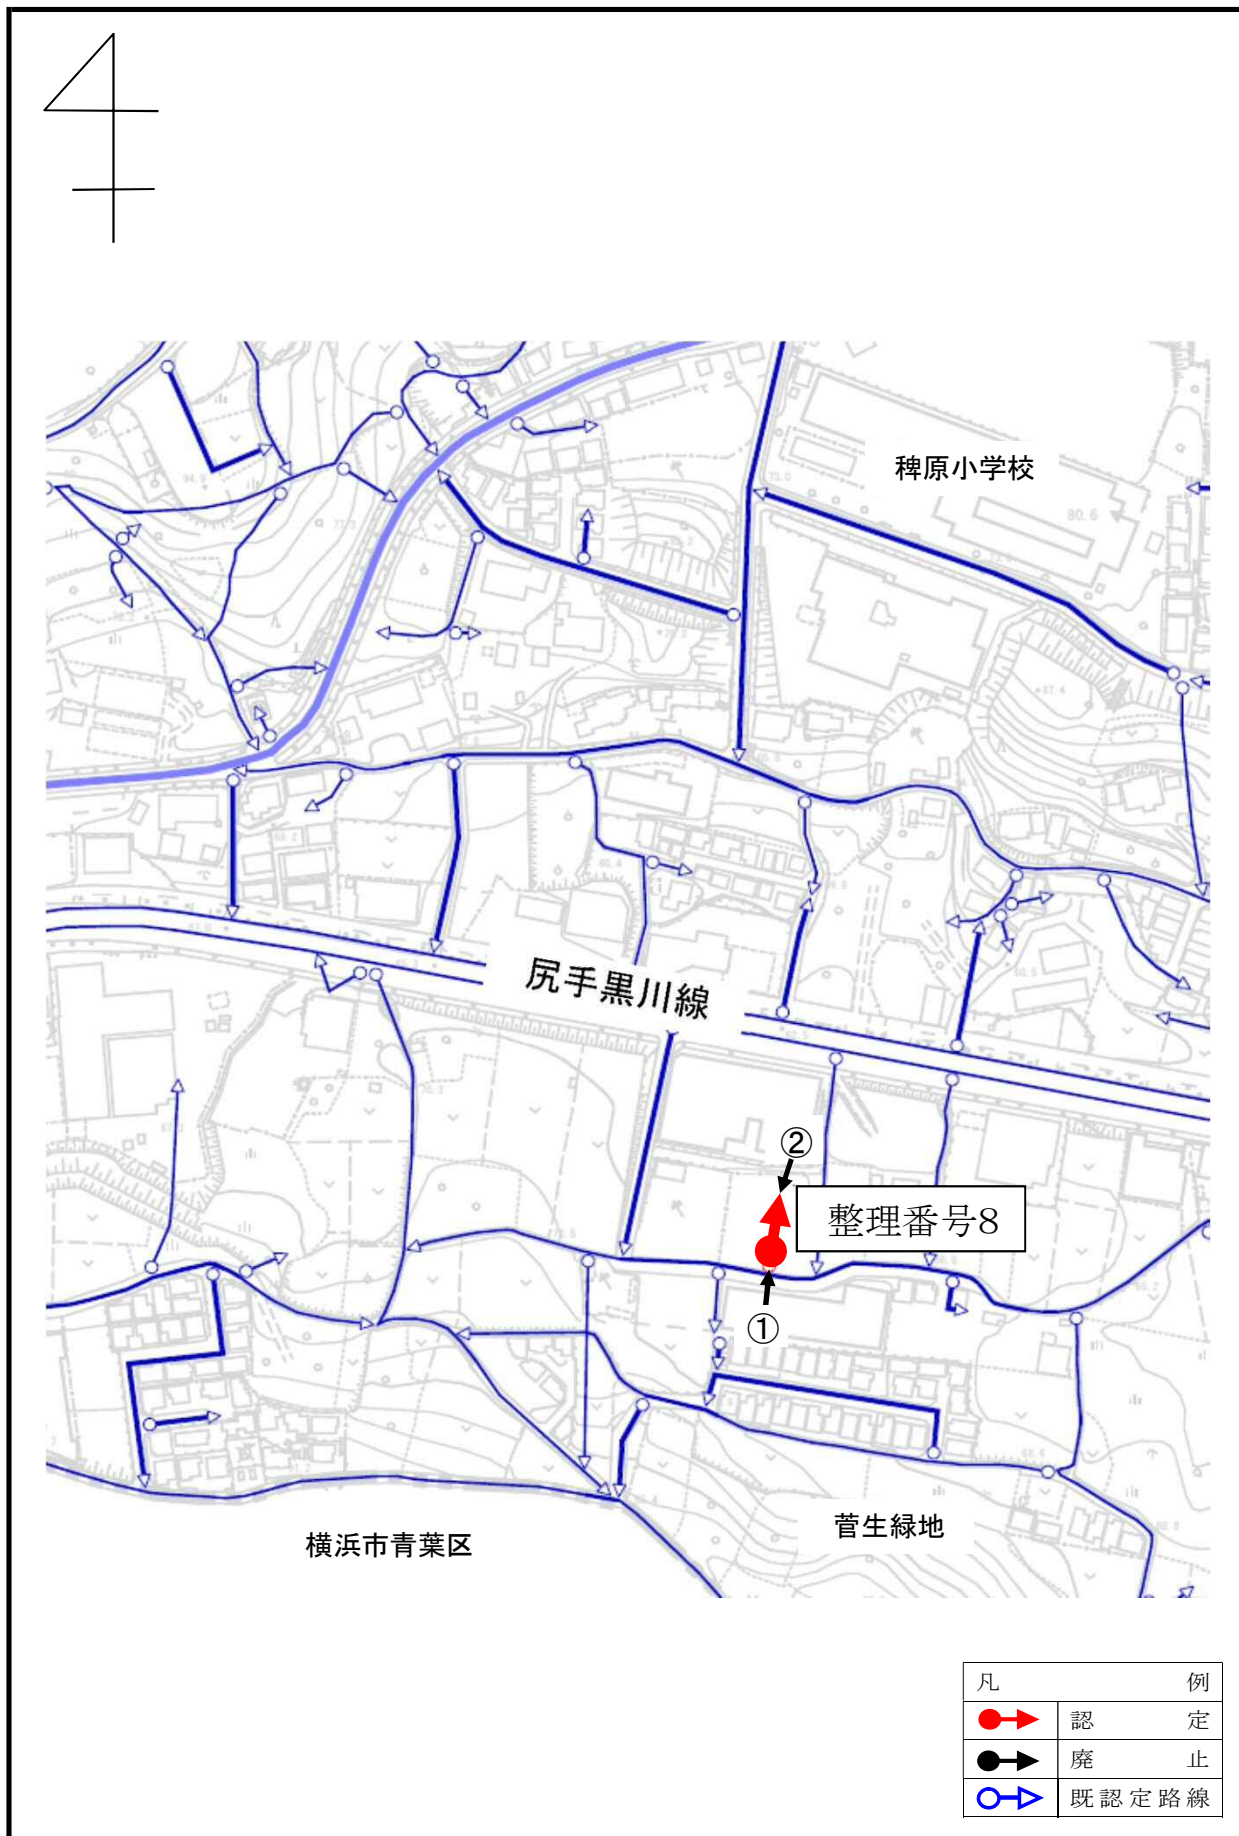 稗原小学校
80.6
尻手黒川線
②
整理番号8
①
菅生緑地
横浜市青葉区
凡例
認定
廃止
既認定路線